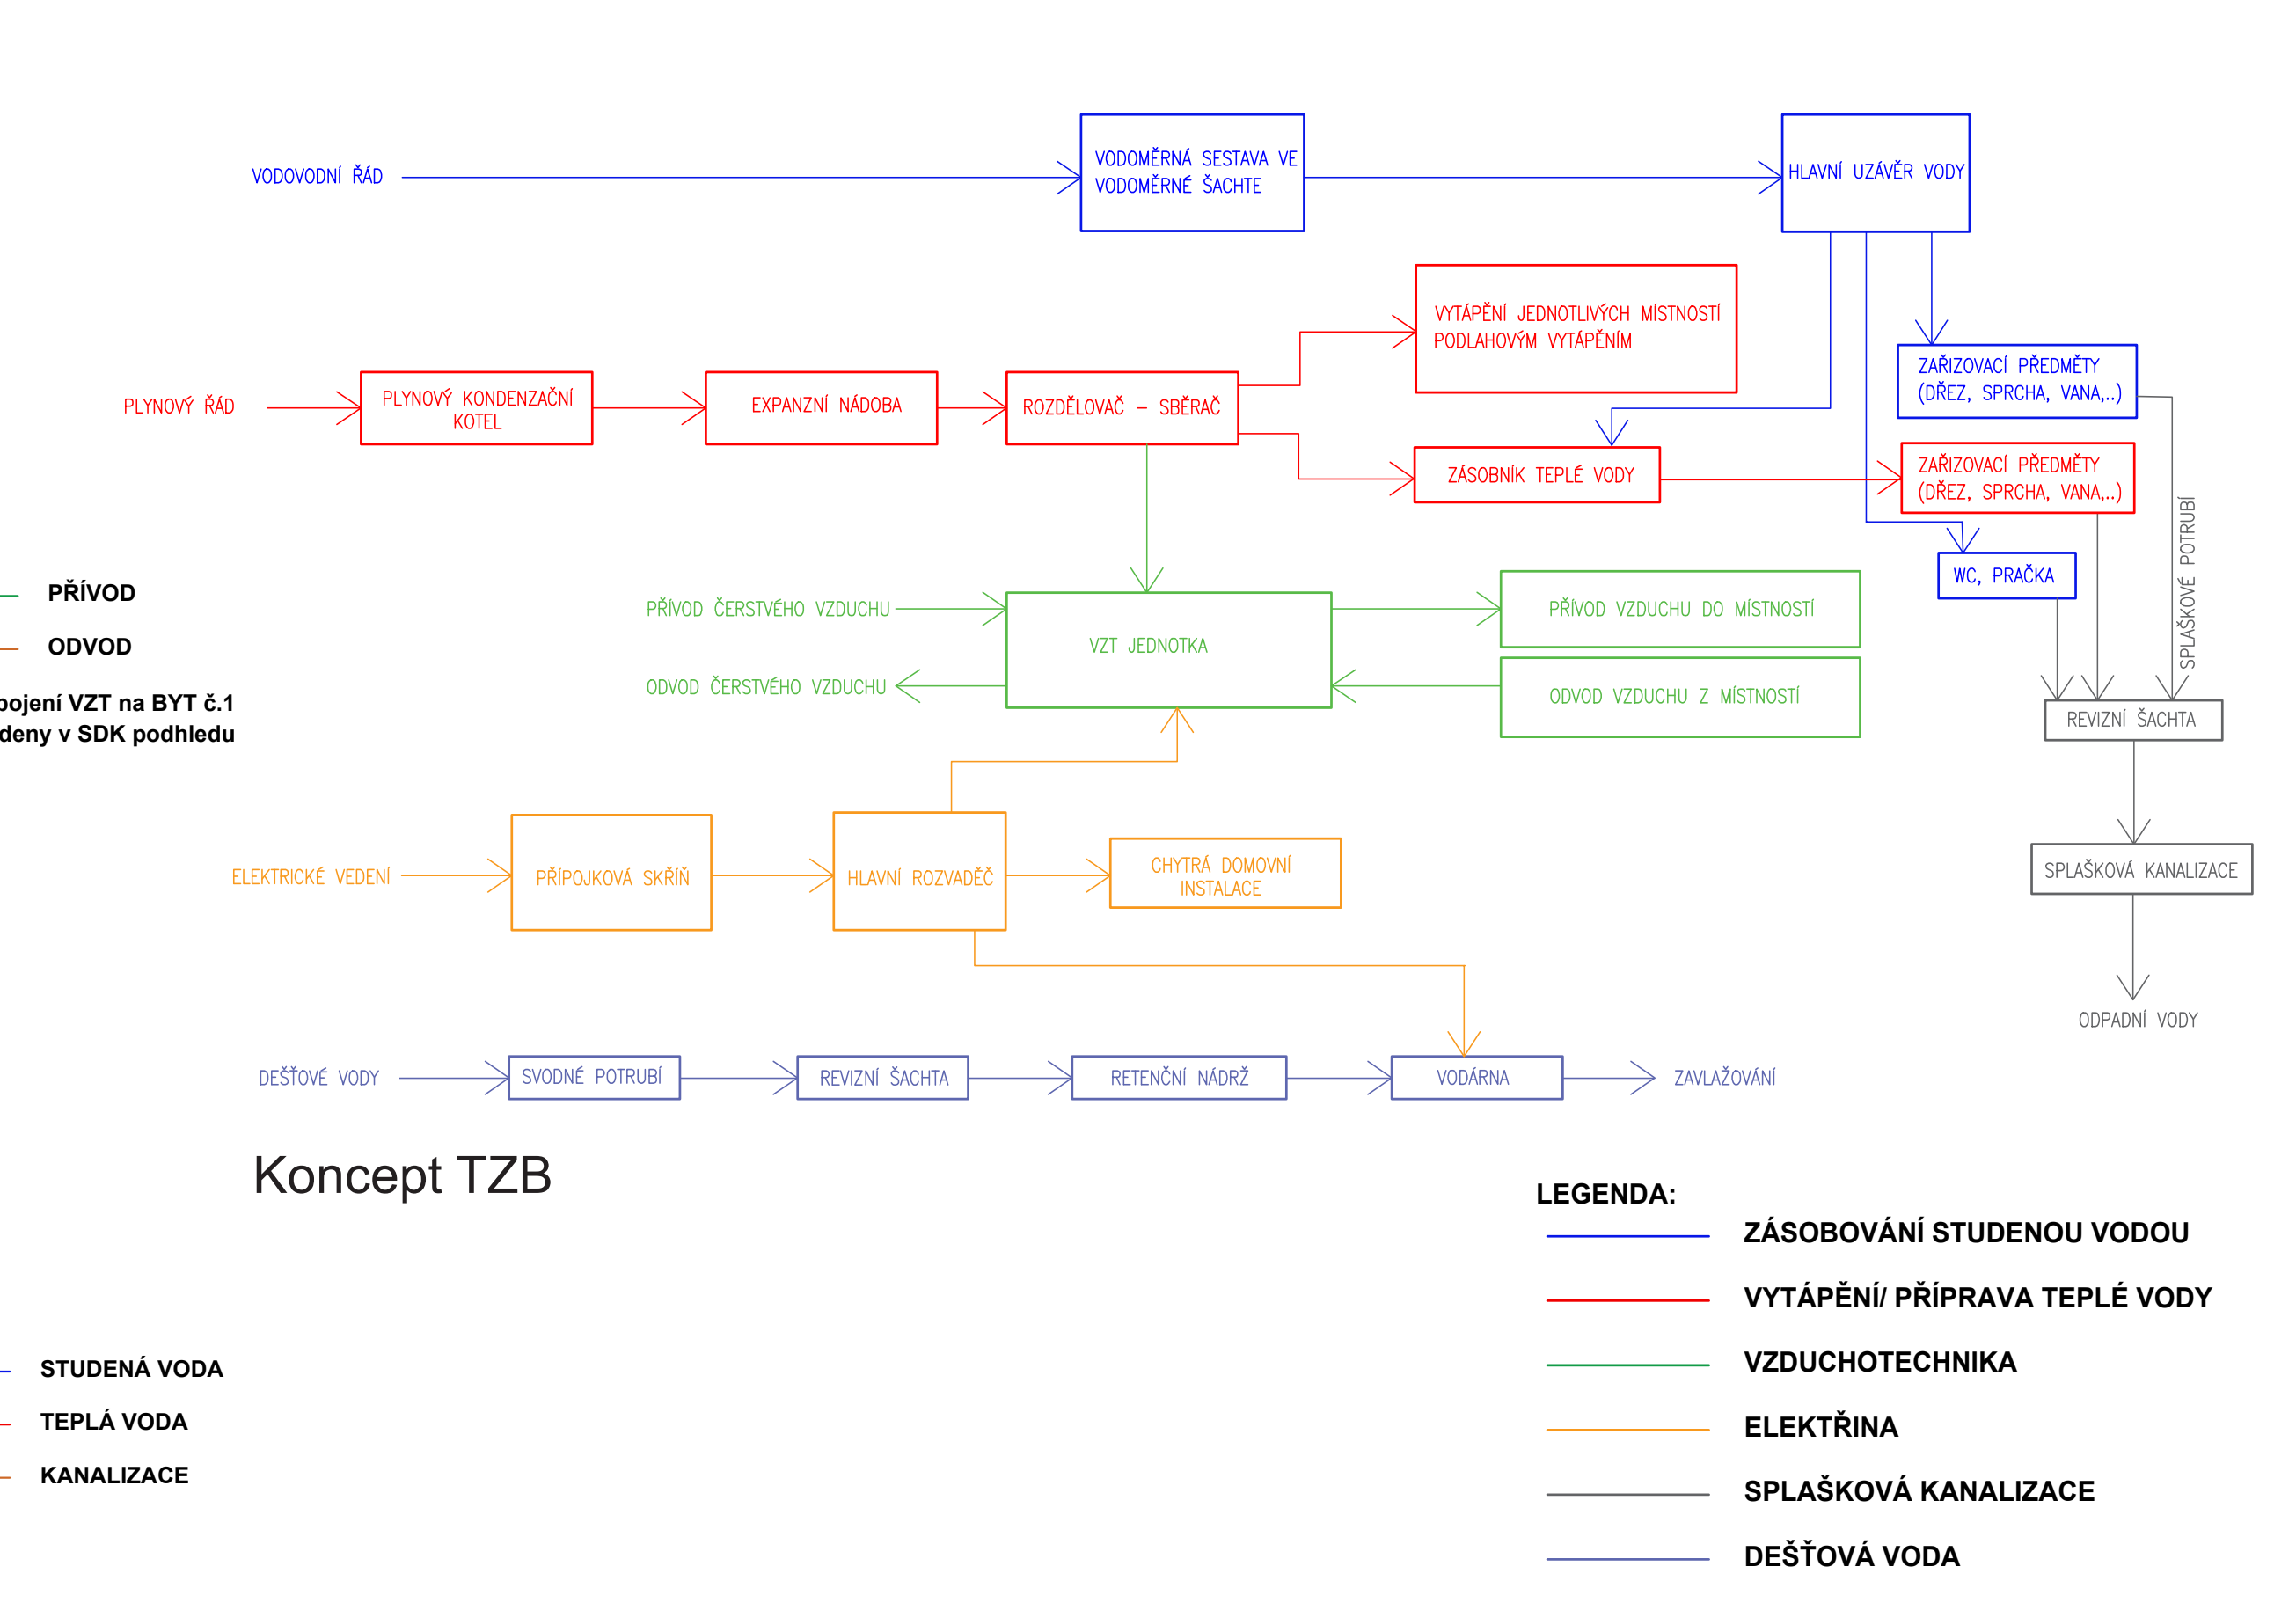 VODOVODNÍ ŘÁD
VODOMĚRNÁ SESTAVA VE
VODOMĚRNÉ ŠACHTE
HLAVNÍ UZÁVĚR VODY
VYTÁPĚNÍ JEDNOTLIVÝCH MÍSTNOSTÍ
PODLAHOVÝM VYTÁPĚNÍM
ZAŘIZOVACÍ PŘEDMĚTY
(DŘEZ, SPRCHA, VANA,..)
PLYNOVÝ ŘÁD
PLYNOVÝ KONDENZAČNÍ
KOTEL
EXPANZNÍ NÁDOBA
ROZDĚLOVAČ – SBĚRAČ
ZÁSOBNÍK TEPLÉ VODY
ZAŘIZOVACÍ PŘEDMĚTY
(DŘEZ, SPRCHA, VANA,..)
SPLAŠKOVÉ POTRUBÍ
WC, PRAČKA
PŘÍVOD
ODVOD
pojení VZT na BYT č.1
deny v SDK podhledu
PŘÍVOD ČERSTVÉHO VZDUCHU
VZT JEDNOTKA
PŘÍVOD VZDUCHU DO MÍSTNOSTÍ
ODVOD ČERSTVÉHO VZDUCHU
ODVOD VZDUCHU Z MÍSTNOSTÍ
REVIZNÍ ŠACHTA
ELEKTRICKÉ VEDENÍ
PŘÍPOJKOVÁ SKŘÍŇ
HLAVNÍ ROZVADĚČ
CHYTRÁ DOMOVNÍ
INSTALACE
SPLAŠKOVÁ KANALIZACE
ODPADNÍ VODY
DEŠŤOVÉ VODY
SVODNÉ POTRUBÍ
REVIZNÍ ŠACHTA
RETENČNÍ NÁDRŽ
VODÁRNA
ZAVLAŽOVÁNÍ
Koncept TZB
LEGENDA:
ZÁSOBOVÁNÍ STUDENOU VODOU
VYTÁPĚNÍ/ PŘÍPRAVA TEPLÉ VODY
VZDUCHOTECHNIKA
ELEKTŘINA
SPLAŠKOVÁ KANALIZACE
DEŠŤOVÁ VODA
STUDENÁ VODA
TEPLÁ VODA
KANALIZACE